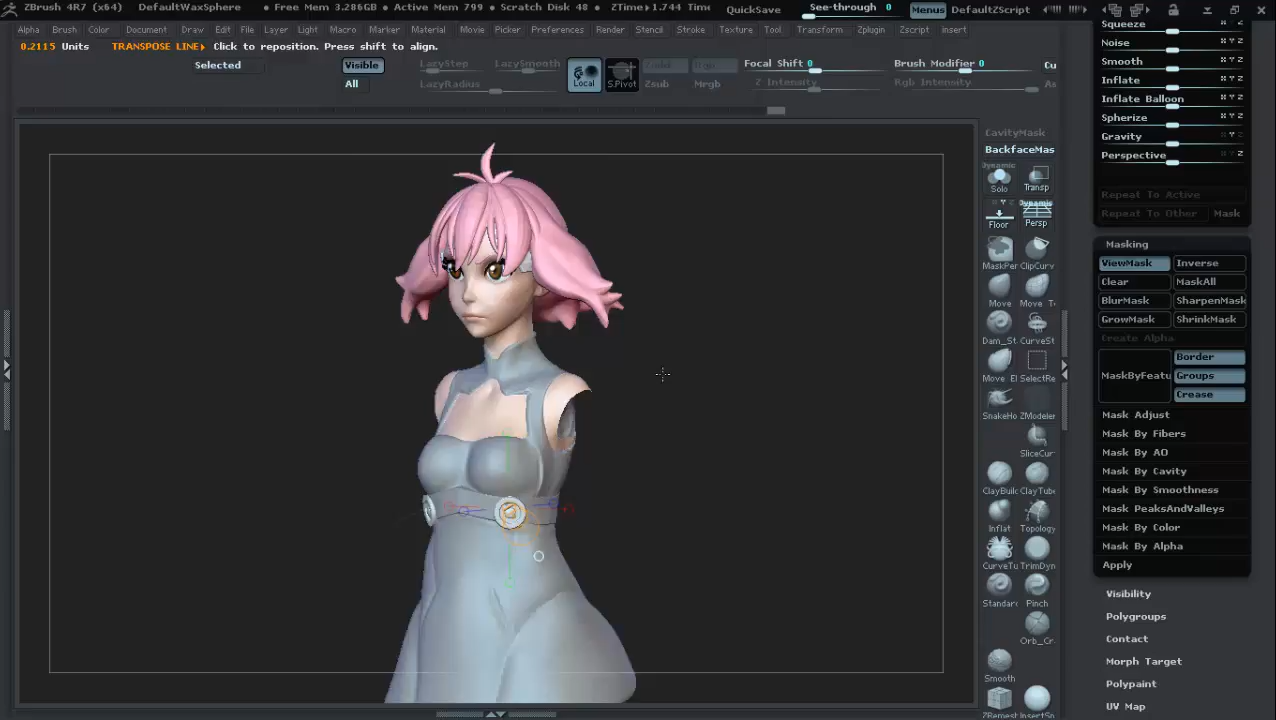 ZBrush 4R7 (x64) DefaultWaxSphere ● Free Mem 3.286GB ● Active Mem 799 ● Scratch Disk 48 ● ZTime▸1.744 QuickSave See-through 0 Menus DefaultZScript
Alpha Brush Color Document Draw Edit File Layer Light Macro Marker Material Movie Picker Preferences Render Stencil Stroke Texture Tool Transform Zplugin Zscript Insert
0.2115 Units TRANSPOSE LINE▸ Click to reposition. Press shift to align.
Selected
Visible
All
LazyStep
LazySmooth
LazyRadius
Local
S.Pivot
Zadd
Rgb
Zsub
Mrgb
Focal Shift 0
Z Intensity
Brush Modifier 0
Rgb Intensity
Cu
As
CavityMask
BackfaceMas
Dynamic
Solo
Transp
Floor
Dynamic
Persp
MaskPer
ClipCurv
Move
Move To
Dam_St
CurveSt
Move El
SelectRe
SnakeHo
ZModeler
SliceCur
ClayBuil
ClayTube
Inflat
Topology
CurveTu
TrimDyn
Standar
Pinch
Orb_Cr
Smooth
ZRemest
InsertSp
Squeeze
Noise
Smooth
Inflate
Inflate Balloon
Spherize
Gravity
Perspective
Repeat To Active
Repeat To Other
Mask
Masking
ViewMask
Inverse
Clear
MaskAll
BlurMask
SharpenMask
GrowMask
ShrinkMask
Create Alpha
MaskByFeatu
Border
Groups
Crease
Mask Adjust
Mask By Fibers
Mask By AO
Mask By Cavity
Mask By Smoothness
Mask PeaksAndValleys
Mask By Color
Mask By Alpha
Apply
Visibility
Polygroups
Contact
Morph Target
Polypaint
UV Map